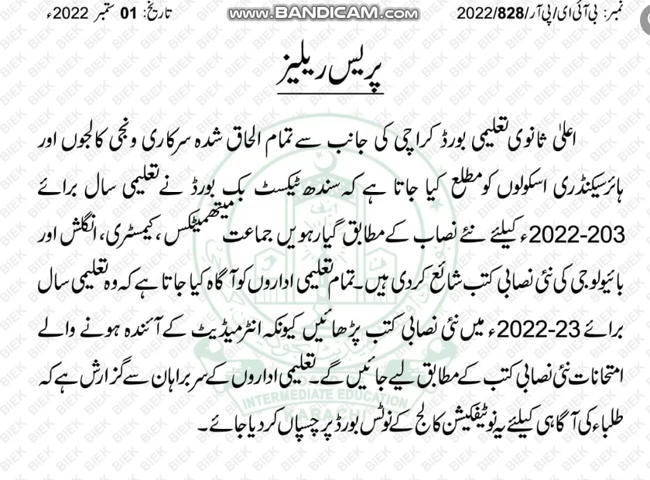 نمبر: بی آئی ای/پی آر/828/2022
WWW.BANDICAM.COM
تاریخ: 01 ستمبر 2022ء
پریس ریلیز
اعلیٰ ثانوی تعلیمی بورڈ کراچی کی جانب سے تمام الحاق شدہ سرکاری و نجی کالجوں اور
ہائر سیکنڈری اسکولوں کو مطلع کیا جاتا ہے کہ سندھ ٹیکسٹ بک بورڈ نے تعلیمی سال برائے
2022-203ء کیلئے نئے نصاب کے مطابق گیارہویں جماعت میتھمیٹکس، کیمسٹری، انگلش اور
بائیولوجی کی نئی نصابی کتب شائع کردی ہیں۔ تمام تعلیمی اداروں کو آگاہ کیا جاتا ہے کہ وہ تعلیمی سال
برائے 23-2022ء میں نئی نصابی کتب پڑھائیں کیونکہ انٹرمیڈیٹ کے آئندہ ہونے والے
امتحانات نئی نصابی کتب کے مطابق لیے جائیں گے۔ تعلیمی اداروں کے سربراہان سے گزارش ہے کہ
طلباء کی آگاہی کیلئے یہ نوٹیفکیشن کالج کے نوٹس بورڈ پر چسپاں کردیا جائے۔
INTERMEDIATE EDUCATION
KARACHI
BIEK